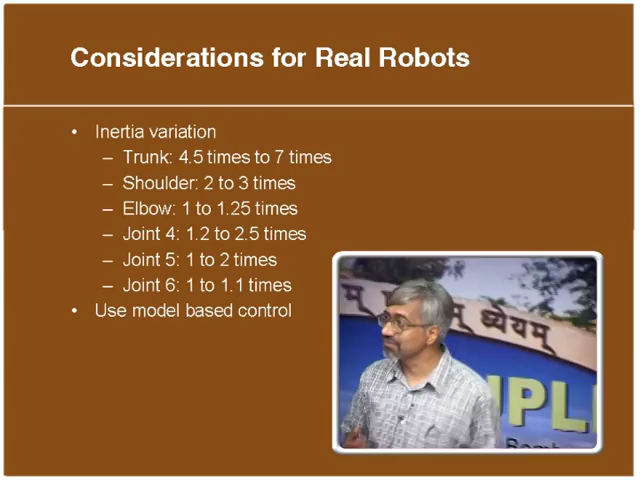 Considerations for Real Robots
• Inertia variation
– Trunk: 4.5 times to 7 times
– Shoulder: 2 to 3 times
– Elbow: 1 to 1.25 times
– Joint 4: 1.2 to 2.5 times
– Joint 5: 1 to 2 times
– Joint 6: 1 to 1.1 times
• Use model based control
ध्येयम्